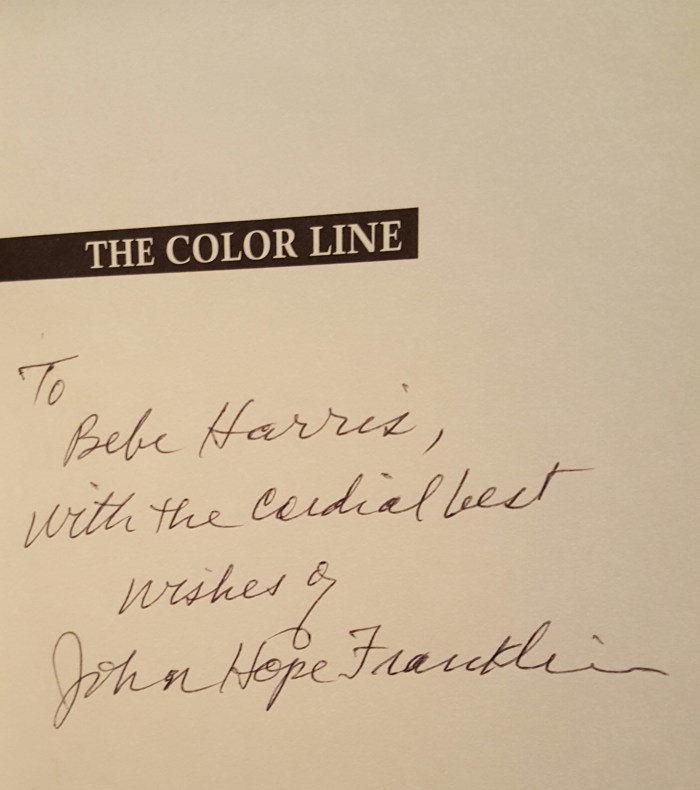 THE COLOR LINE
To
Bebe Harris,
with the cordial best
wishes of
John Hope Franklin